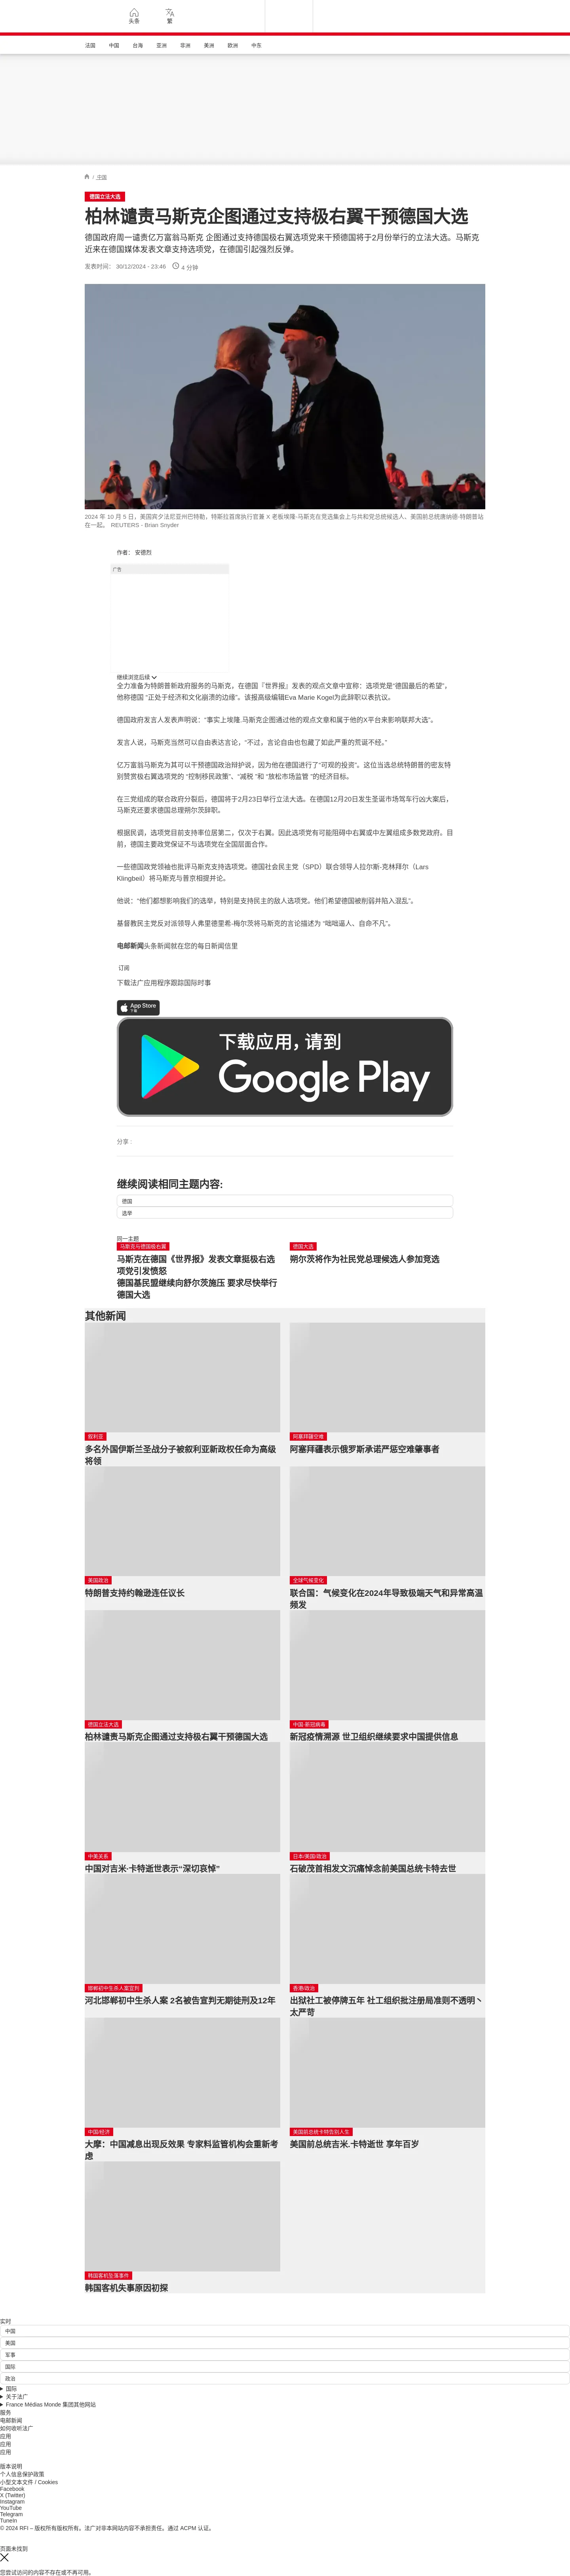 头条
繁
法国
中国
台海
亚洲
非洲
美洲
欧洲
中东
/ 中国
德国立法大选
柏林谴责马斯克企图通过支持极右翼干预德国大选
德国政府周一谴责亿万富翁马斯克 企图通过支持德国极右翼选项党来干预德国将于2月份举行的立法大选。马斯克
近来在德国媒体发表文章支持选项党，在德国引起强烈反弹。
发表时间： 30/12/2024 - 23:46
4 分钟
2024 年 10 月 5 日，美国宾夕法尼亚州巴特勒，特斯拉首席执行官兼 X 老板埃隆-马斯克在竞选集会上与共和党总统候选人、美国前总统唐纳德-特朗普站
在一起。 REUTERS - Brian Snyder
作者： 安德烈
广告
继续浏览后续
全力准备为特朗普新政府服务的马斯克，在德国『世界报』发表的观点文章中宣称：选项党是“德国最后的希望”，
他称德国 “正处于经济和文化崩溃的边缘”。该报高级编辑Eva Marie Kogel为此辞职以表抗议。
德国政府发言人发表声明说：“事实上埃隆.马斯克企图通过他的观点文章和属于他的X平台来影响联邦大选”。
发言人说，马斯克当然可以自由表达言论，“不过，言论自由也包藏了如此严重的荒诞不经。”
亿万富翁马斯克为其可以干预德国政治辩护说，因为他在德国进行了“可观的投资”。这位当选总统特朗普的密友特
别赞赏极右翼选项党的 “控制移民政策”、“减税 ”和 “放松市场监管 ”的经济目标。
在三党组成的联合政府分裂后，德国将于2月23日举行立法大选。在德国12月20日发生圣诞市场驾车行凶大案后，
马斯克还要求德国总理朔尔茨辞职。
根据民调，选项党目前支持率位居第二，仅次于右翼。因此选项党有可能阻碍中右翼或中左翼组成多数党政府。目
前，德国主要政党保证不与选项党在全国层面合作。
一些德国政党领袖也批评马斯克支持选项党。德国社会民主党（SPD）联合领导人拉尔斯-克林拜尔（Lars
Klingbeil）将马斯克与普京相提并论。
他说：“他们都想影响我们的选举，特别是支持民主的敌人选项党。他们希望德国被削弱并陷入混乱”。
基督教民主党反对派领导人弗里德里希-梅尔茨将马斯克的言论描述为 “咄咄逼人、自命不凡”。
电邮新闻头条新闻就在您的每日新闻信里
订阅
下载法广应用程序跟踪国际时事
App Store
下载
下载应用，请到
Google Play
分享 :
继续阅读相同主题内容:
德国
选举
同一主题
马斯克与德国极右翼
马斯克在德国《世界报》发表文章挺极右选
项党引发愤怒
德国大选
朔尔茨将作为社民党总理候选人参加竞选
德国基民盟继续向舒尔茨施压 要求尽快举行
德国大选
其他新闻
叙利亚
多名外国伊斯兰圣战分子被叙利亚新政权任命为高级
将领
阿塞拜疆空难
阿塞拜疆表示俄罗斯承诺严惩空难肇事者
美国政治
特朗普支持约翰逊连任议长
全球气候变化
联合国：气候变化在2024年导致极端天气和异常高温
频发
德国立法大选
柏林谴责马斯克企图通过支持极右翼干预德国大选
中国-新冠病毒
新冠疫情溯源 世卫组织继续要求中国提供信息
中美关系
中国对吉米·卡特逝世表示“深切哀悼”
日本/美国/政治
石破茂首相发文沉痛悼念前美国总统卡特去世
邯郸初中生杀人案宣判
河北邯郸初中生杀人案 2名被告宣判无期徒刑及12年
香港/政治
出狱社工被停牌五年 社工组织批注册局准则不透明丶
太严苛
中国/经济
大摩：中国减息出现反效果 专家料监管机构会重新考
虑
美国前总统卡特告别人生
美国前总统吉米.卡特逝世 享年百岁
韩国客机坠落事件
韩国客机失事原因初探
实时
中国
美国
军事
国际
政治
国际
关于法广
France Médias Monde 集团其他网站
服务
电邮新闻
如何收听法广
应用
应用
应用
版本说明
个人信息保护政策
小型文本文件 / Cookies
Facebook
X (Twitter)
Instagram
YouTube
Telegram
TuneIn
© 2024 RFI – 版权所有版权所有。法广对非本网站内容不承担责任。通过 ACPM 认证。
页面未找到
您尝试访问的内容不存在或不再可用。